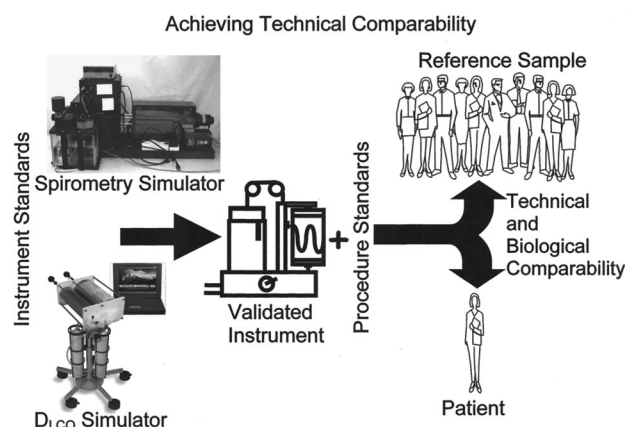 Achieving Technical Comparability
Reference Sample
Instrument Standards
Spirometry Simulator
Validated
Instrument
+
Procedure Standards
Technical
and
Biological
Comparability
Patient
DLCO Simulator